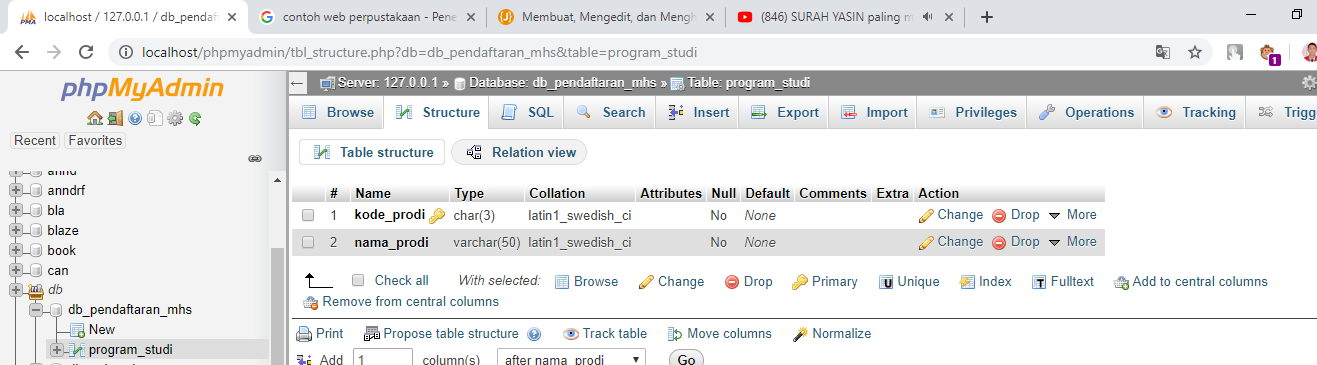 localhost / 127.0.0.1 / db_pendaf
contoh web perpustakaan - Pene
Membuat, Mengedit, dan Mengh
(846) SURAH YASIN paling m
localhost/phpmyadmin/tbl_structure.php?db=db_pendaftaran_mhs&table=program_studi
1
phpMyAdmin
Recent Favorites
anndrf
bla
blaze
book
can
db
db_pendaftaran_mhs
New
program_studi
Server: 127.0.0.1 » Database: db_pendaftaran_mhs » Table: program_studi
Browse Structure SQL Search Insert Export Import Privileges Operations Tracking Trigg
Table structure Relation view
# Name Type Collation Attributes Null Default Comments Extra Action
1 kode_prodi char(3) latin1_swedish_ci No None Change Drop More
2 nama_prodi varchar(50) latin1_swedish_ci No None Change Drop More
Check all With selected: Browse Change Drop Primary Unique Index Fulltext Add to central columns
Remove from central columns
Print Propose table structure Track table Move columns Normalize
Add 1 column(s) after nama_prodi Go